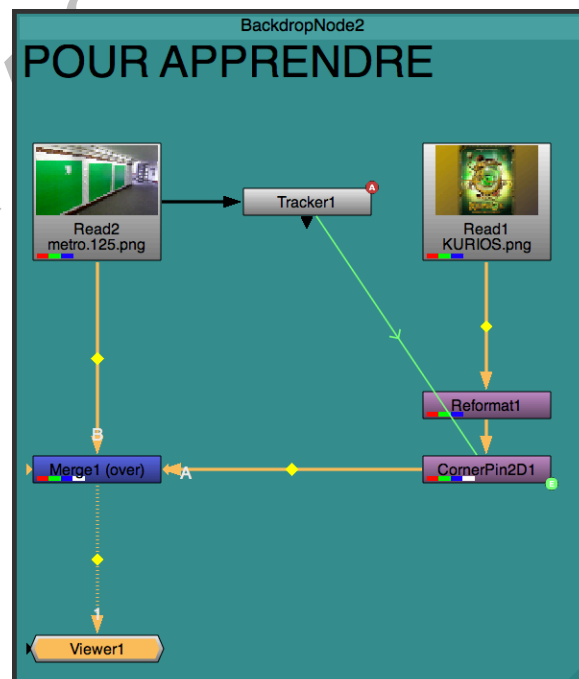 BackdropNode2
POUR APPRENDRE
Read2
metro.125.png
Tracker1
A
Read1
KURIOS.png
Reformat1
B
Merge1 (over)
A
CornerPin2D1
1
Viewer1